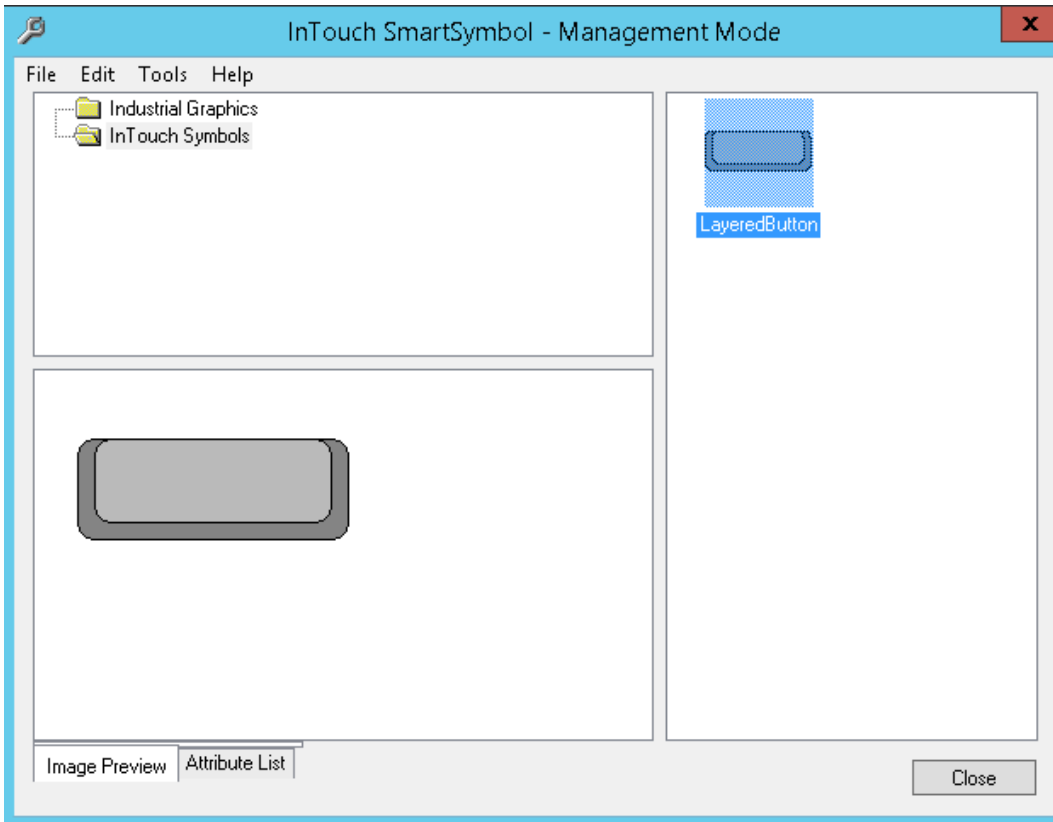 InTouch SmartSymbol - Management Mode
x
File Edit Tools Help
Industrial Graphics
InTouch Symbols
LayeredButton
Image Preview
Attribute List
Close